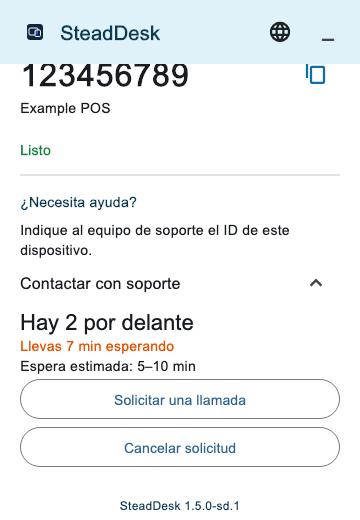 SteadDesk
123456789
Example POS
Listo
¿Necesita ayuda?
Indique al equipo de soporte el ID de este
dispositivo.
Contactar con soporte
Hay 2 por delante
Llevas 7 min esperando
Espera estimada: 5–10 min
Solicitar una llamada
Cancelar solicitud
SteadDesk 1.5.0-sd.1